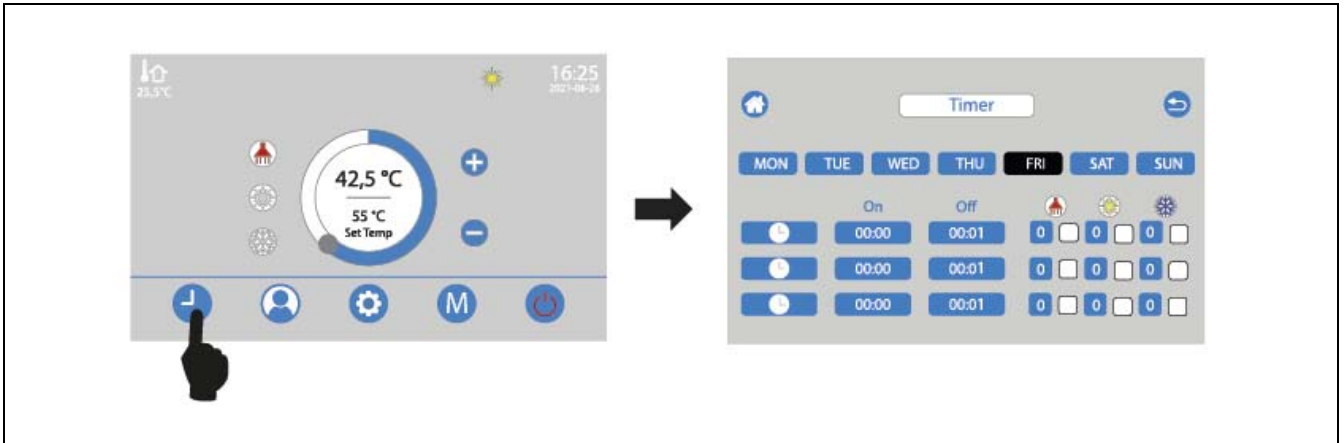 16:25
25,5°C
2021-08-26
42,5 °C
55 °C
Set Temp
M
Timer
MON TUE WED THU FRI SAT SUN
On Off
00:00 00:01 0 0 0
00:00 00:01 0 0 0
00:00 00:01 0 0 0